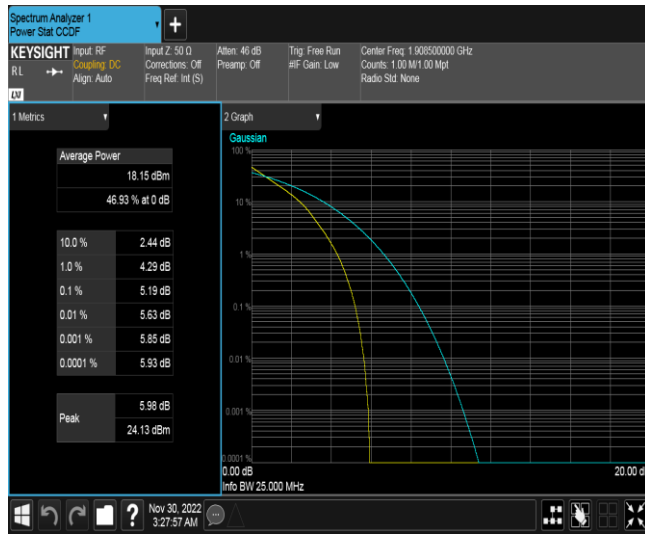 Spectrum Analyzer 1
Power Stat CCDF
+
KEYSIGHT
RL
LXI
Input: RF
Coupling: DC
Align: Auto
Input Z: 50 Ω
Corrections: Off
Freq Ref: Int (S)
Atten: 46 dB
Preamp: Off
Trig: Free Run
#IF Gain: Low
Center Freq: 1.908500000 GHz
Counts: 1.00 M/1.00 Mpt
Radio Std: None
1 Metrics
Average Power
18.15 dBm
46.93 % at 0 dB
10.0 % 2.44 dB
1.0 % 4.29 dB
0.1 % 5.19 dB
0.01 % 5.63 dB
0.001 % 5.85 dB
0.0001 % 5.93 dB
Peak
5.98 dB
24.13 dBm
2 Graph
Gaussian
100 %
10 %
1 %
0.1 %
0.01 %
0.001 %
0.0001 %
0.00 dB
20.00 d
Info BW 25.000 MHz
?
Nov 30, 2022
3:27:57 AM